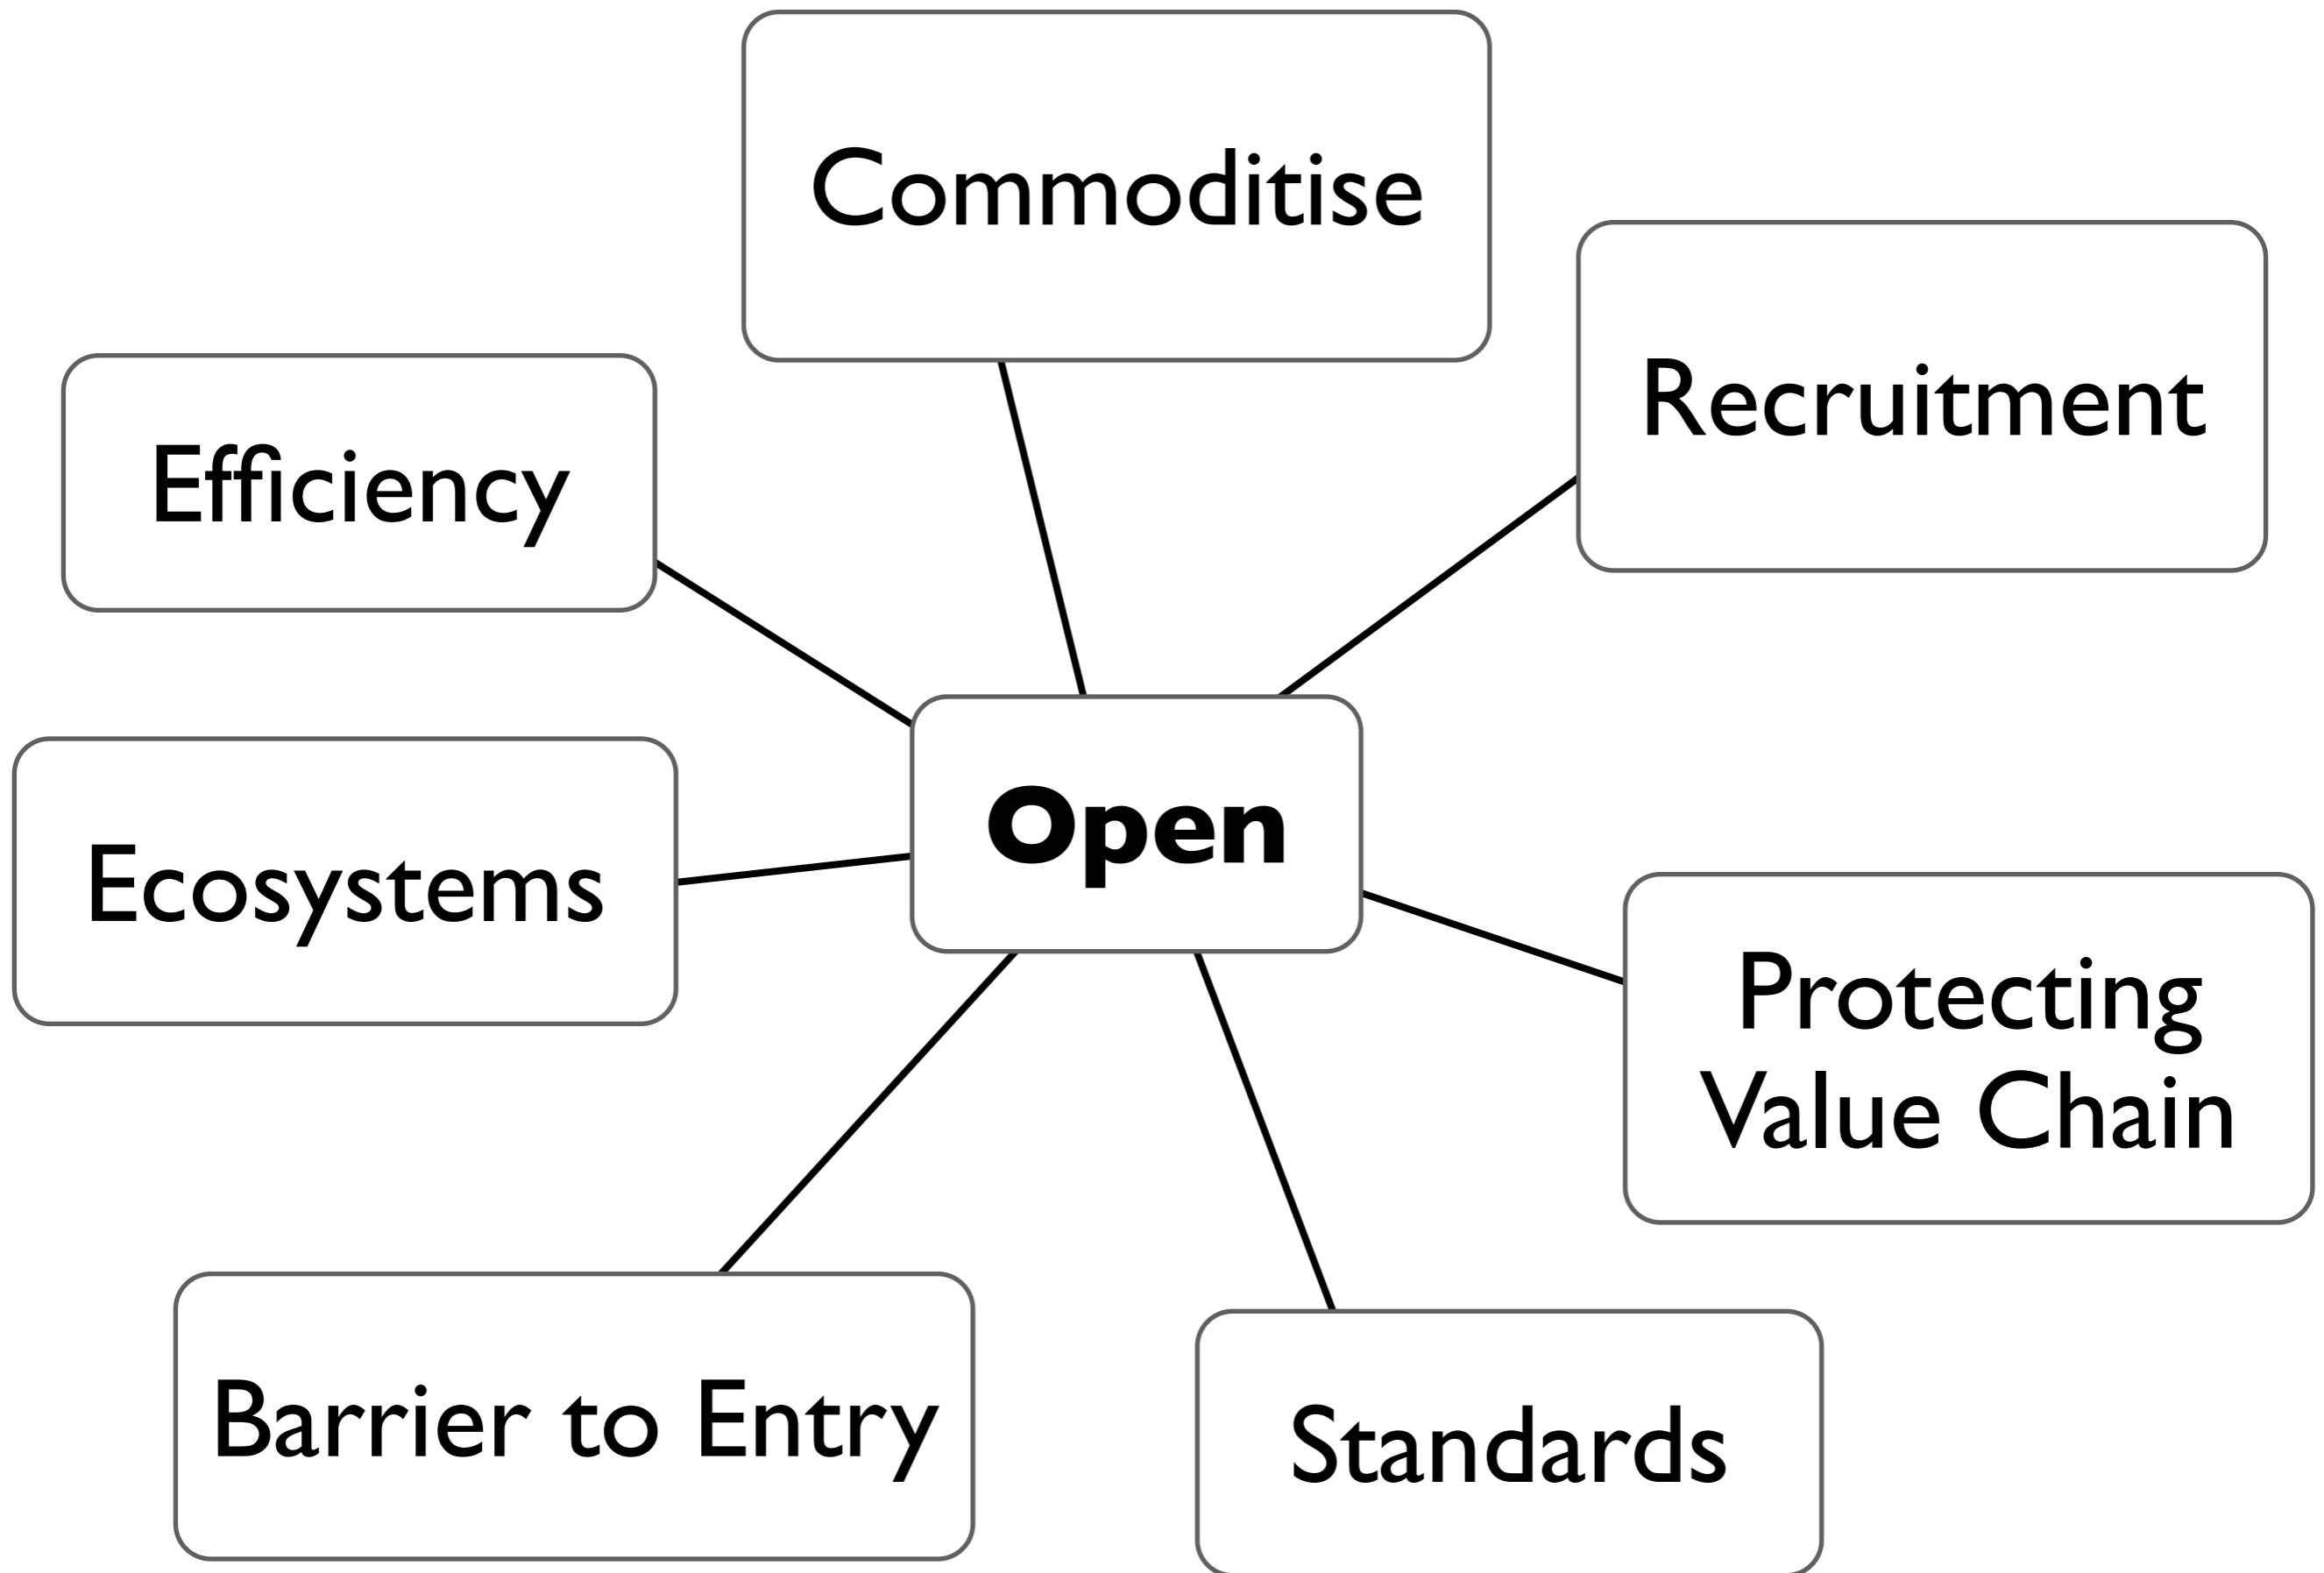 Commoditise
Recruitment
Efficiency
Open
Ecosystems
Protecting
Value Chain
Barrier to Entry
Standards